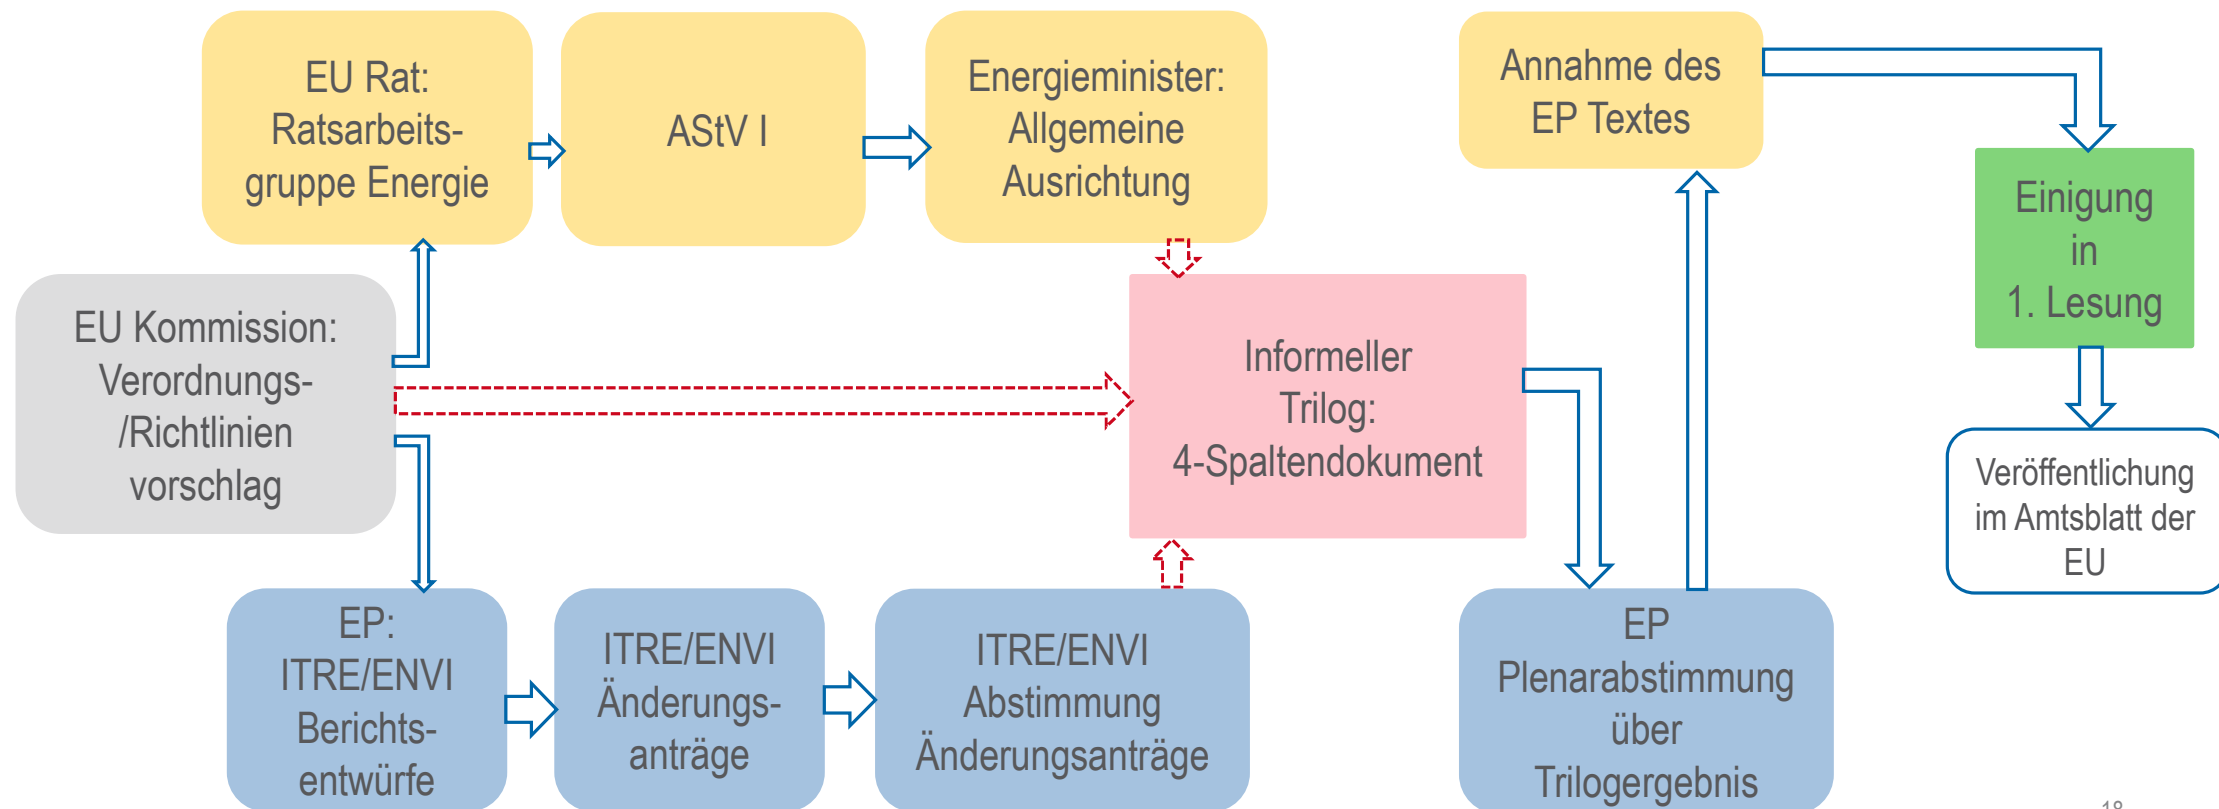 EU Rat:
Ratsarbeits-
gruppe Energie
AStV I
Energieminister:
Allgemeine
Ausrichtung
Annahme des
EP Textes
Einigung
in
1. Lesung
EU Kommission:
Verordnungs-
/Richtlinien
vorschlag
Informeller
Trilog:
4-Spaltendokument
Veröffentlichung
im Amtsblatt der
EU
EP:
ITRE/ENVI
Berichts-
entwürfe
ITRE/ENVI
Änderungs-
anträge
ITRE/ENVI
Abstimmung
Änderungsanträge
EP
Plenarabstimmung
über
Trilogergebnis
18